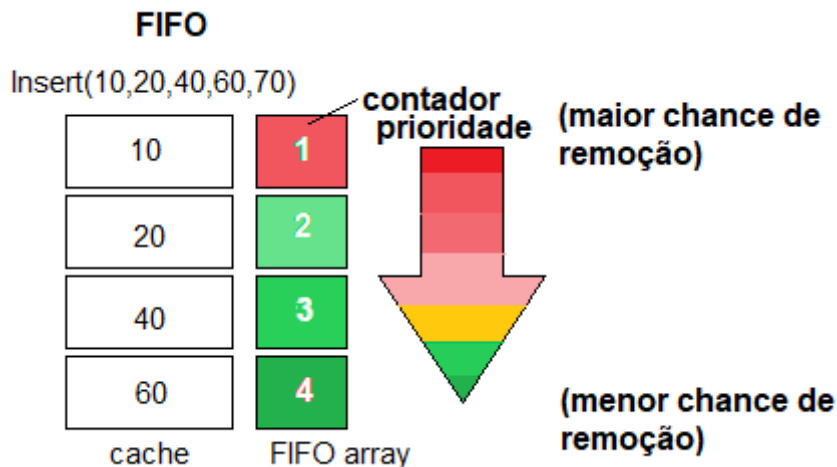 FIFO
Insert(10,20,40,60,70)
contador
prioridade
(maior chance de
remoção)
10
1
20
2
40
3
60
4
(menor chance de
remoção)
cache
FIFO array